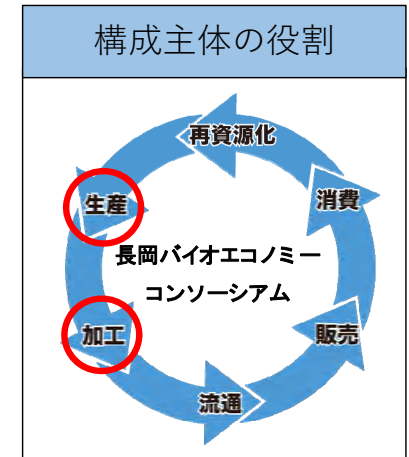 構成主体の役割
再資源化
生産
消費
長岡バイオエコノミー
コンソーシアム
加工
販売
流通